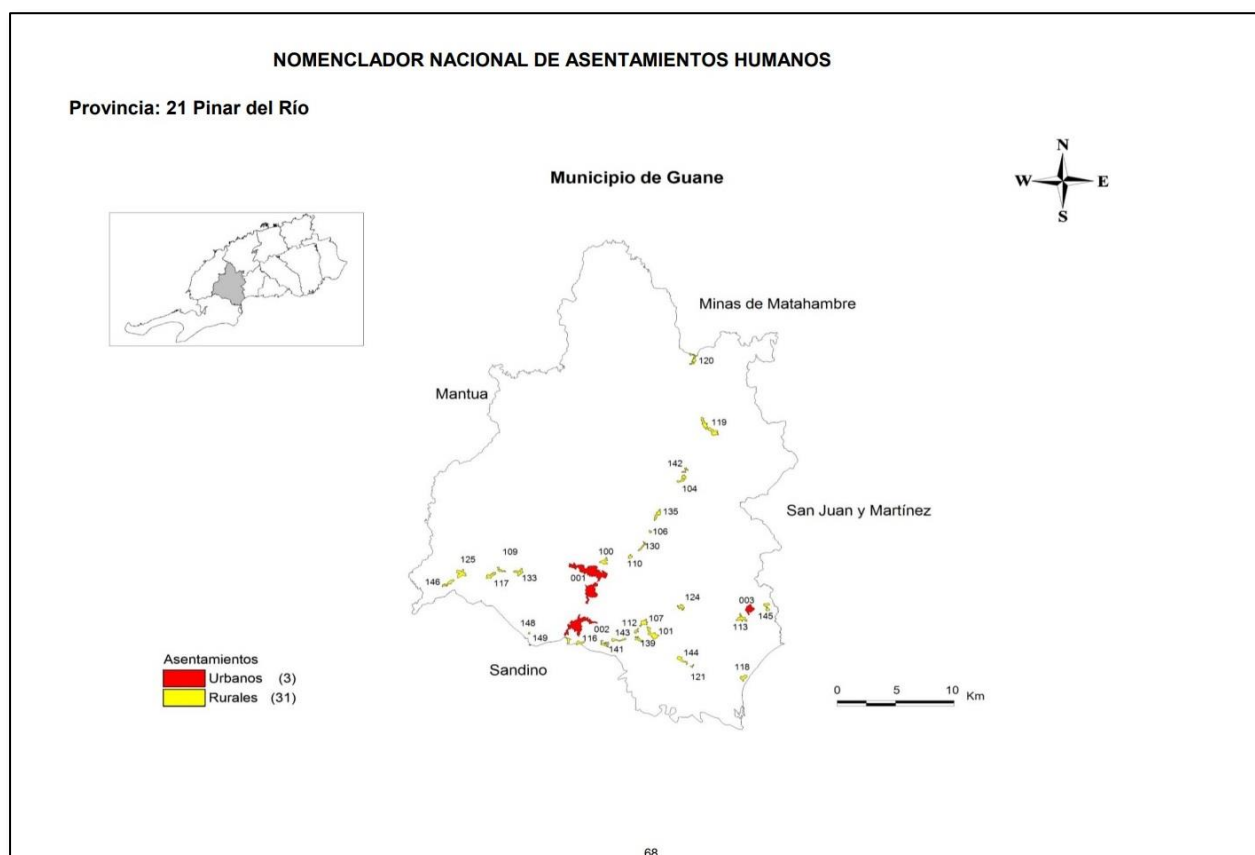 NOMENCLADOR NACIONAL DE ASENTAMIENTOS HUMANOS
Provincia: 21 Pinar del Río
Municipio de Guane
N
W E
S
Minas de Matahambre
120
Mantua
119
142
104
135
San Juan y Martínez
106
130
100
110
109
125
001
133
117
146
124
003
145
107
113
148
002
112
143
101
149
116
139
141
144
Asentamientos
Sandino
121
118
Urbanos (3)
Rurales (31)
0 5 10
Km
68